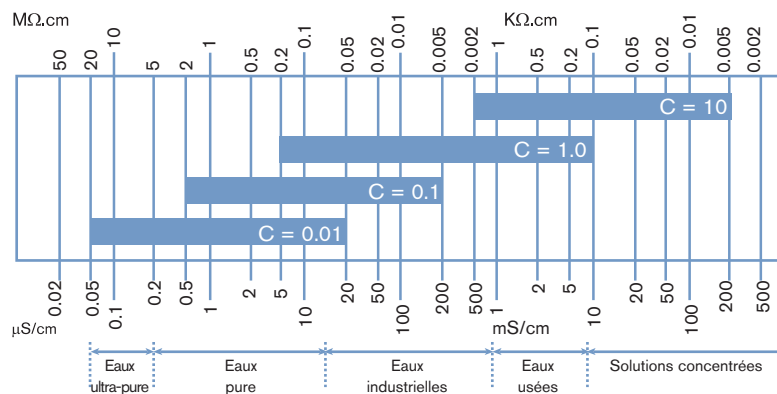 MΩ.cm KΩ.cm
50 20 10 5 2 1 0.5 0.2 0.1 0.05 0.02 0.01 0.005 0.002 1 0.5 0.2 0.1 0.05 0.02 0.01 0.005 0.002
C = 10
C = 1.0
C = 0.1
C = 0.01
0.02 0.05 0.1 0.2 0.5 1 2 5 10 20 50 100 200 500 1 2 5 10 20 50 100 200 500
µS/cm mS/cm
Eaux Eaux Eaux Eaux Solutions concentrées
ultra-pure pure industrielles usées